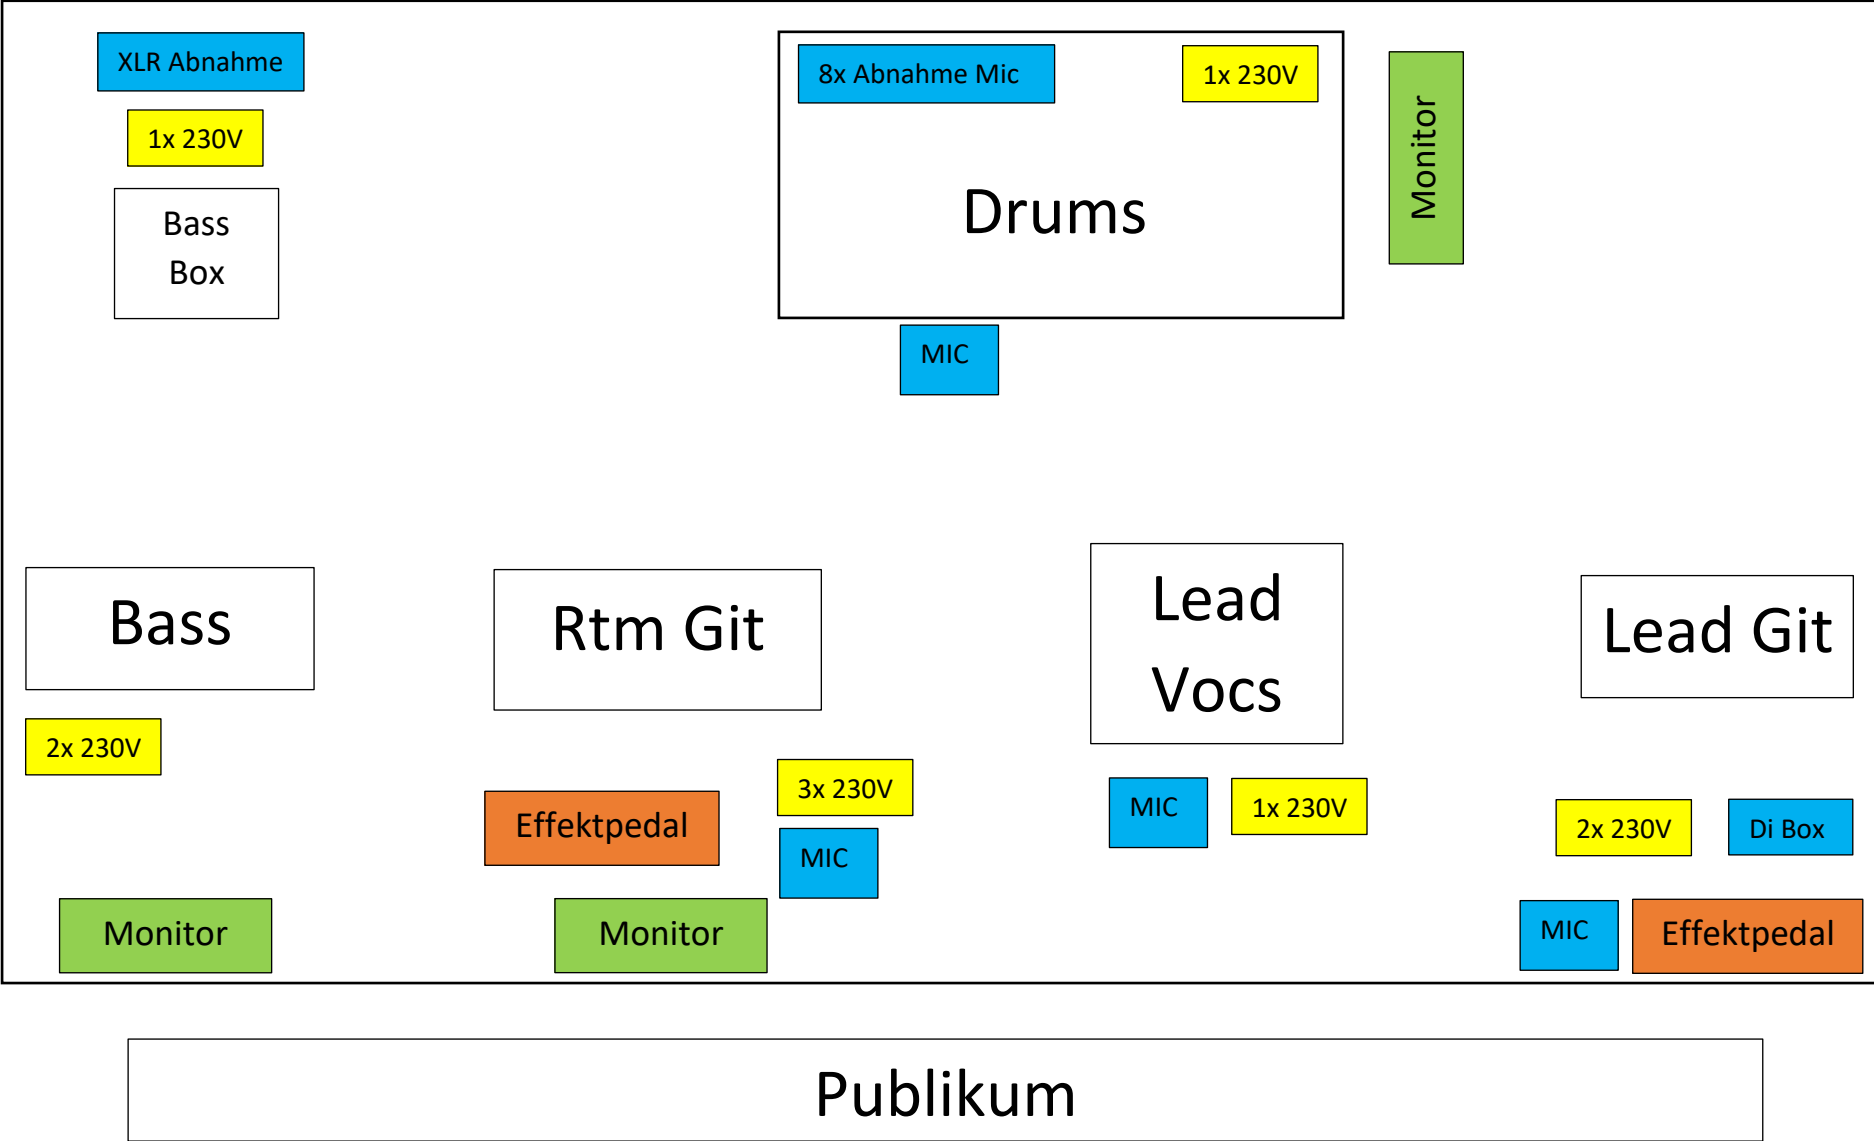 XLR Abnahme
8x Abnahme Mic
1x 230V
Monitor
1x 230V
Bass
Box
Drums
MIC
Bass
Rtm Git
Lead
Vocs
Lead Git
2x 230V
3x 230V
Effektpedal
MIC
MIC
1x 230V
2x 230V
Di Box
Monitor
Monitor
MIC
Effektpedal
Publikum